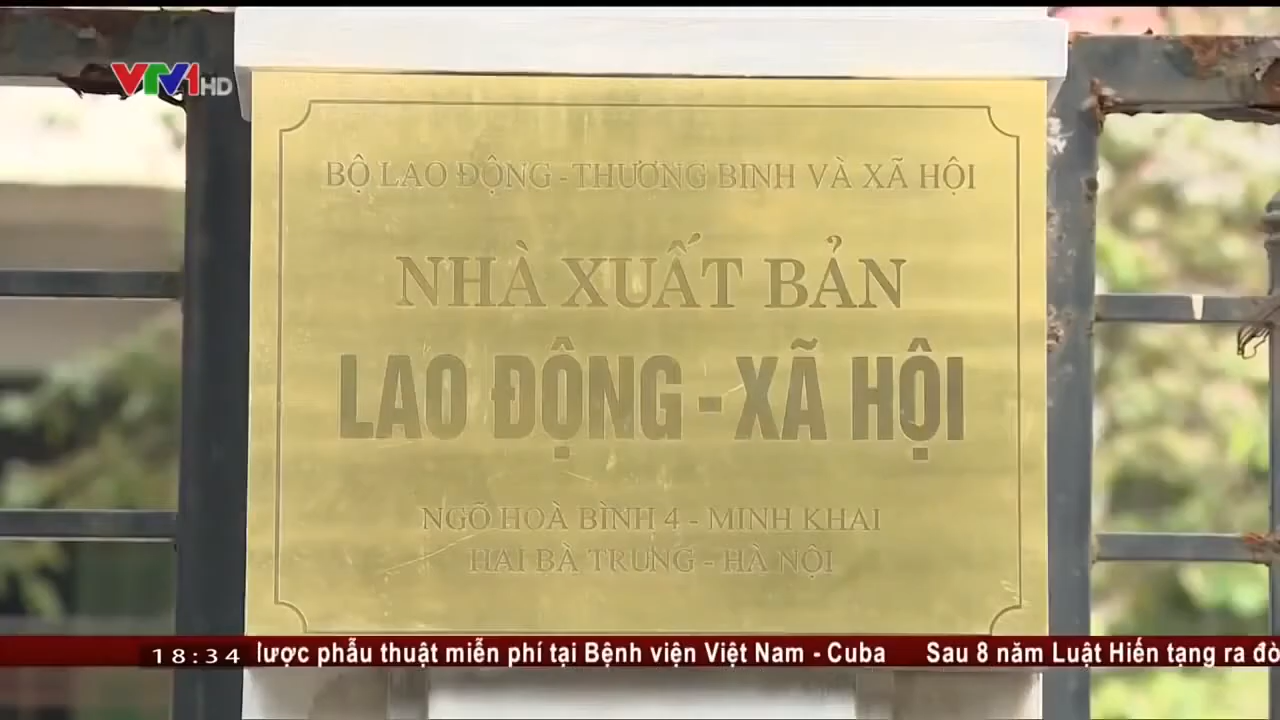 VTV1 HD
BỘ LAO ĐỘNG - THƯƠNG BINH VÀ XÃ HỘI
NHÀ XUẤT BẢN
LAO ĐỘNG - XÃ HỘI
NGÕ HOÀ BÌNH 4 - MINH KHAI
HAI BÀ TRƯNG - HÀ NỘI
18:34 lược phẫu thuật miễn phí tại Bệnh viện Việt Nam - Cuba Sau 8 năm Luật Hiến tạng ra đờ